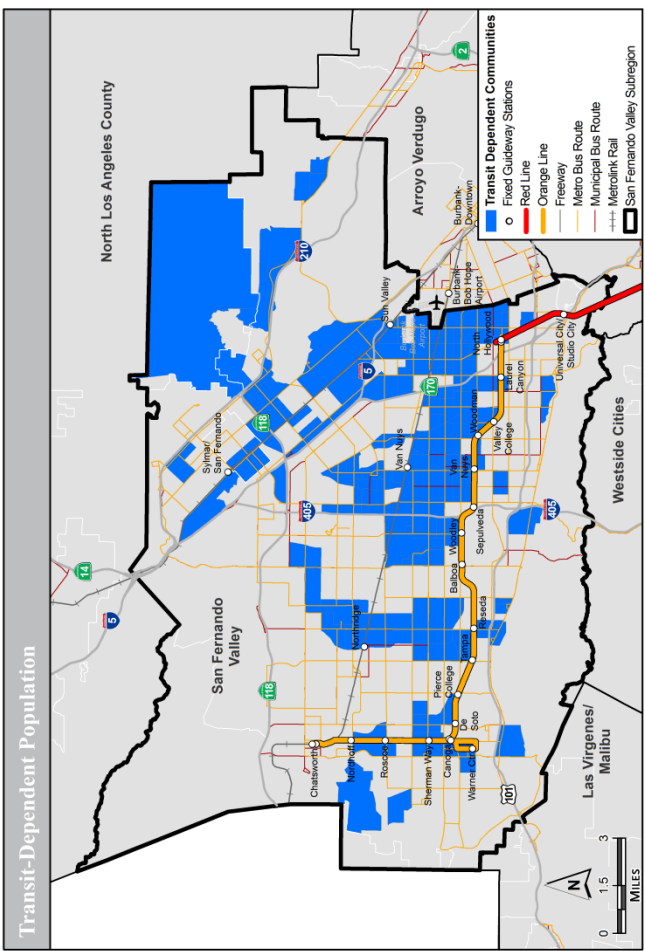 Transit-Dependent Population
North Los Angeles County
14
5
210
2
San Fernando
Valley
118
118
Sylmar/
San Fernando
405
5
Sun Valley
Arroyo Verdugo
170
Burbank-
Bob Hope
Airport
Burbank-
Downtown
Chatsworth
Nordhoff
Roscoe
Sherman Way
Canoga
Warner Ctr
De
Soto
Pierce
College
Northridge
Tampa
Reseda
Balboa
Woodley
Sepulveda
Van Nuys
Van
Nuys
Woodman
Valley
College
Laurel
Canyon
North
Hollywood
Universal City/
Studio City
101
405
Las Virgenes/
Malibu
Westside Cities
N
0 1.5 3
MILES
Transit Dependent Communities
Fixed Guideway Stations
Red Line
Orange Line
Freeway
Metro Bus Route
Municipal Bus Route
Metrolink Rail
San Fernando Valley Subregion